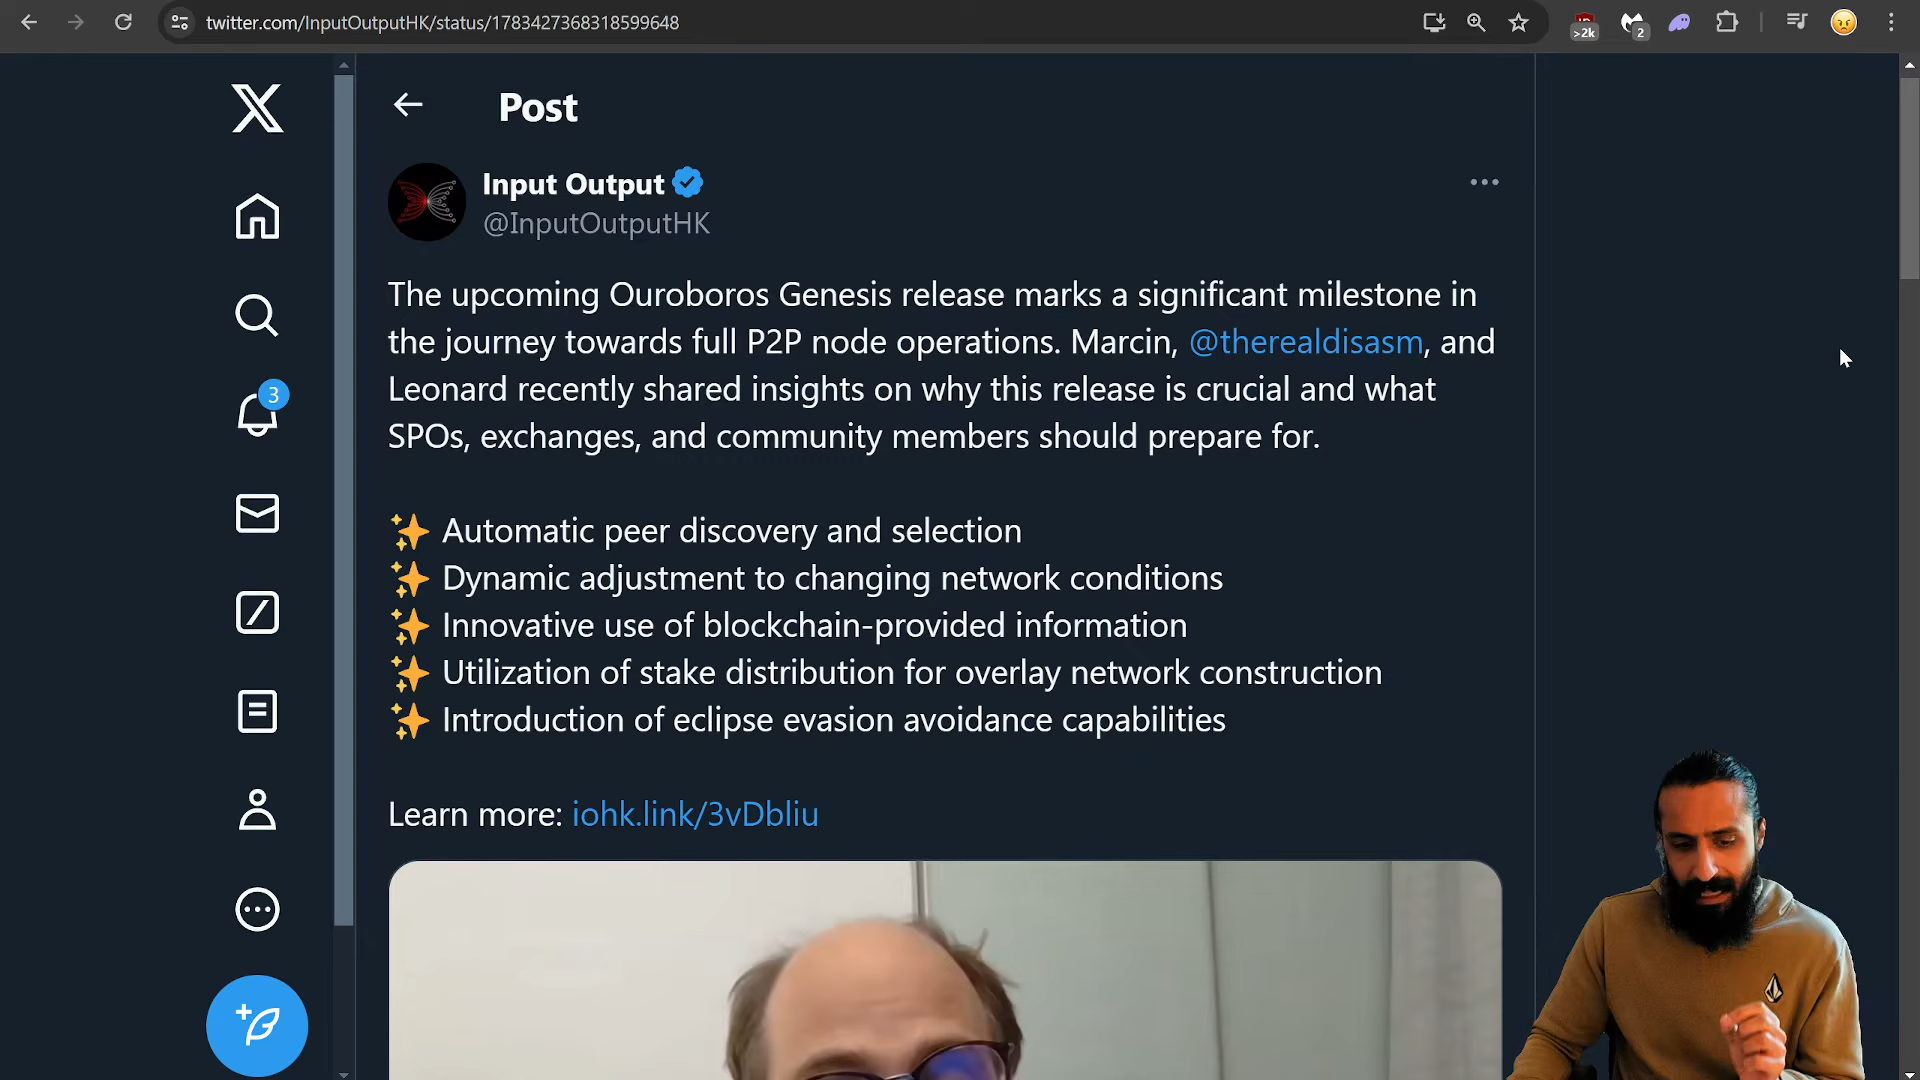 twitter.com/InputOutputHK/status/1783427368318599648
>2k
2
Post
Input Output
@InputOutputHK
The upcoming Ouroboros Genesis release marks a significant milestone in
the journey towards full P2P node operations. Marcin, @therealdisasm, and
Leonard recently shared insights on why this release is crucial and what
SPOs, exchanges, and community members should prepare for.
✨ Automatic peer discovery and selection
✨ Dynamic adjustment to changing network conditions
✨ Innovative use of blockchain-provided information
✨ Utilization of stake distribution for overlay network construction
✨ Introduction of eclipse evasion avoidance capabilities
Learn more: iohk.link/3vDbliu
3